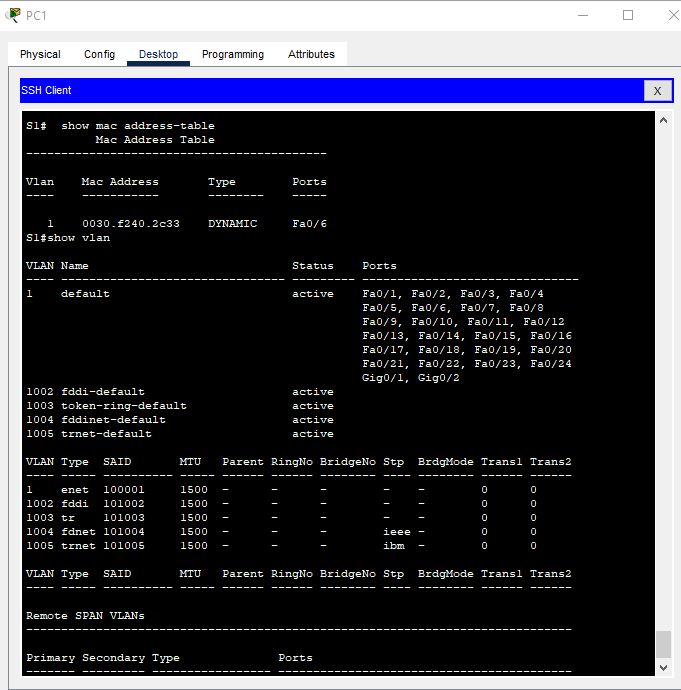 PC1
Physical Config Desktop Programming Attributes
SSH Client X
S1#  show mac address-table
          Mac Address Table
-------------------------------------------
Vlan    Mac Address       Type        Ports
----    -----------       --------    -----
   1    0030.f240.2c33    DYNAMIC     Fa0/6
S1#show vlan
VLAN Name                             Status    Ports
---- -------------------------------- --------- -------------------------------
1    default                          active    Fa0/1, Fa0/2, Fa0/3, Fa0/4
                                                Fa0/5, Fa0/6, Fa0/7, Fa0/8
                                                Fa0/9, Fa0/10, Fa0/11, Fa0/12
                                                Fa0/13, Fa0/14, Fa0/15, Fa0/16
                                                Fa0/17, Fa0/18, Fa0/19, Fa0/20
                                                Fa0/21, Fa0/22, Fa0/23, Fa0/24
                                                Gig0/1, Gig0/2
1002 fddi-default                     active
1003 token-ring-default               active
1004 fddinet-default                  active
1005 trnet-default                    active
VLAN Type  SAID       MTU   Parent RingNo BridgeNo Stp  BrdgMode Trans1 Trans2
---- ----- ---------- ----- ------ ------ -------- ---- -------- ------ ------
1    enet  100001     1500  -      -      -        -    -        0      0
1002 fddi  101002     1500  -      -      -        -    -        0      0
1003 tr    101003     1500  -      -      -        -    -        0      0
1004 fdnet 101004     1500  -      -      -        ieee -        0      0
1005 trnet 101005     1500  -      -      -        ibm  -        0      0
VLAN Type  SAID       MTU   Parent RingNo BridgeNo Stp  BrdgMode Trans1 Trans2
---- ----- ---------- ----- ------ ------ -------- ---- -------- ------ ------
Remote SPAN VLANs
------------------------------------------------------------------------------
Primary Secondary Type              Ports
------- --------- ----------------- ------------------------------------------